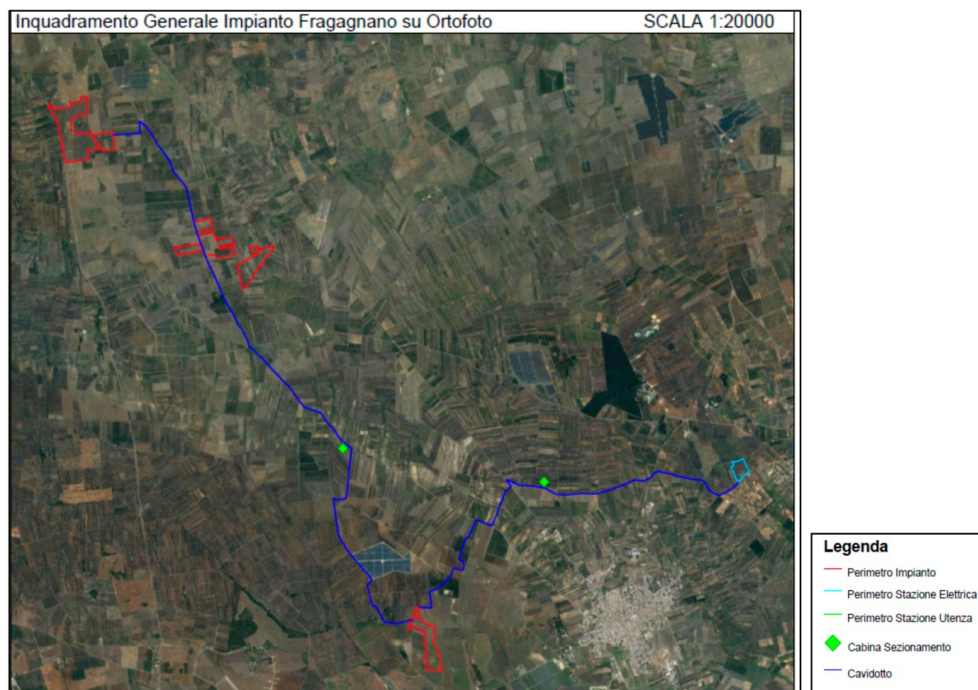 Inquadramento Generale Impianto Fragagnano su Ortofoto SCALA 1:20000
Legenda
Perimetro Impianto
Perimetro Stazione Elettrica
Perimetro Stazione Utenza
Cabina Sezionamento
Cavidotto